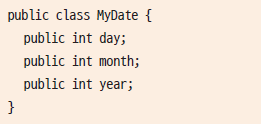 public class MyDate {
public int day;
public int month;
public int year;
}